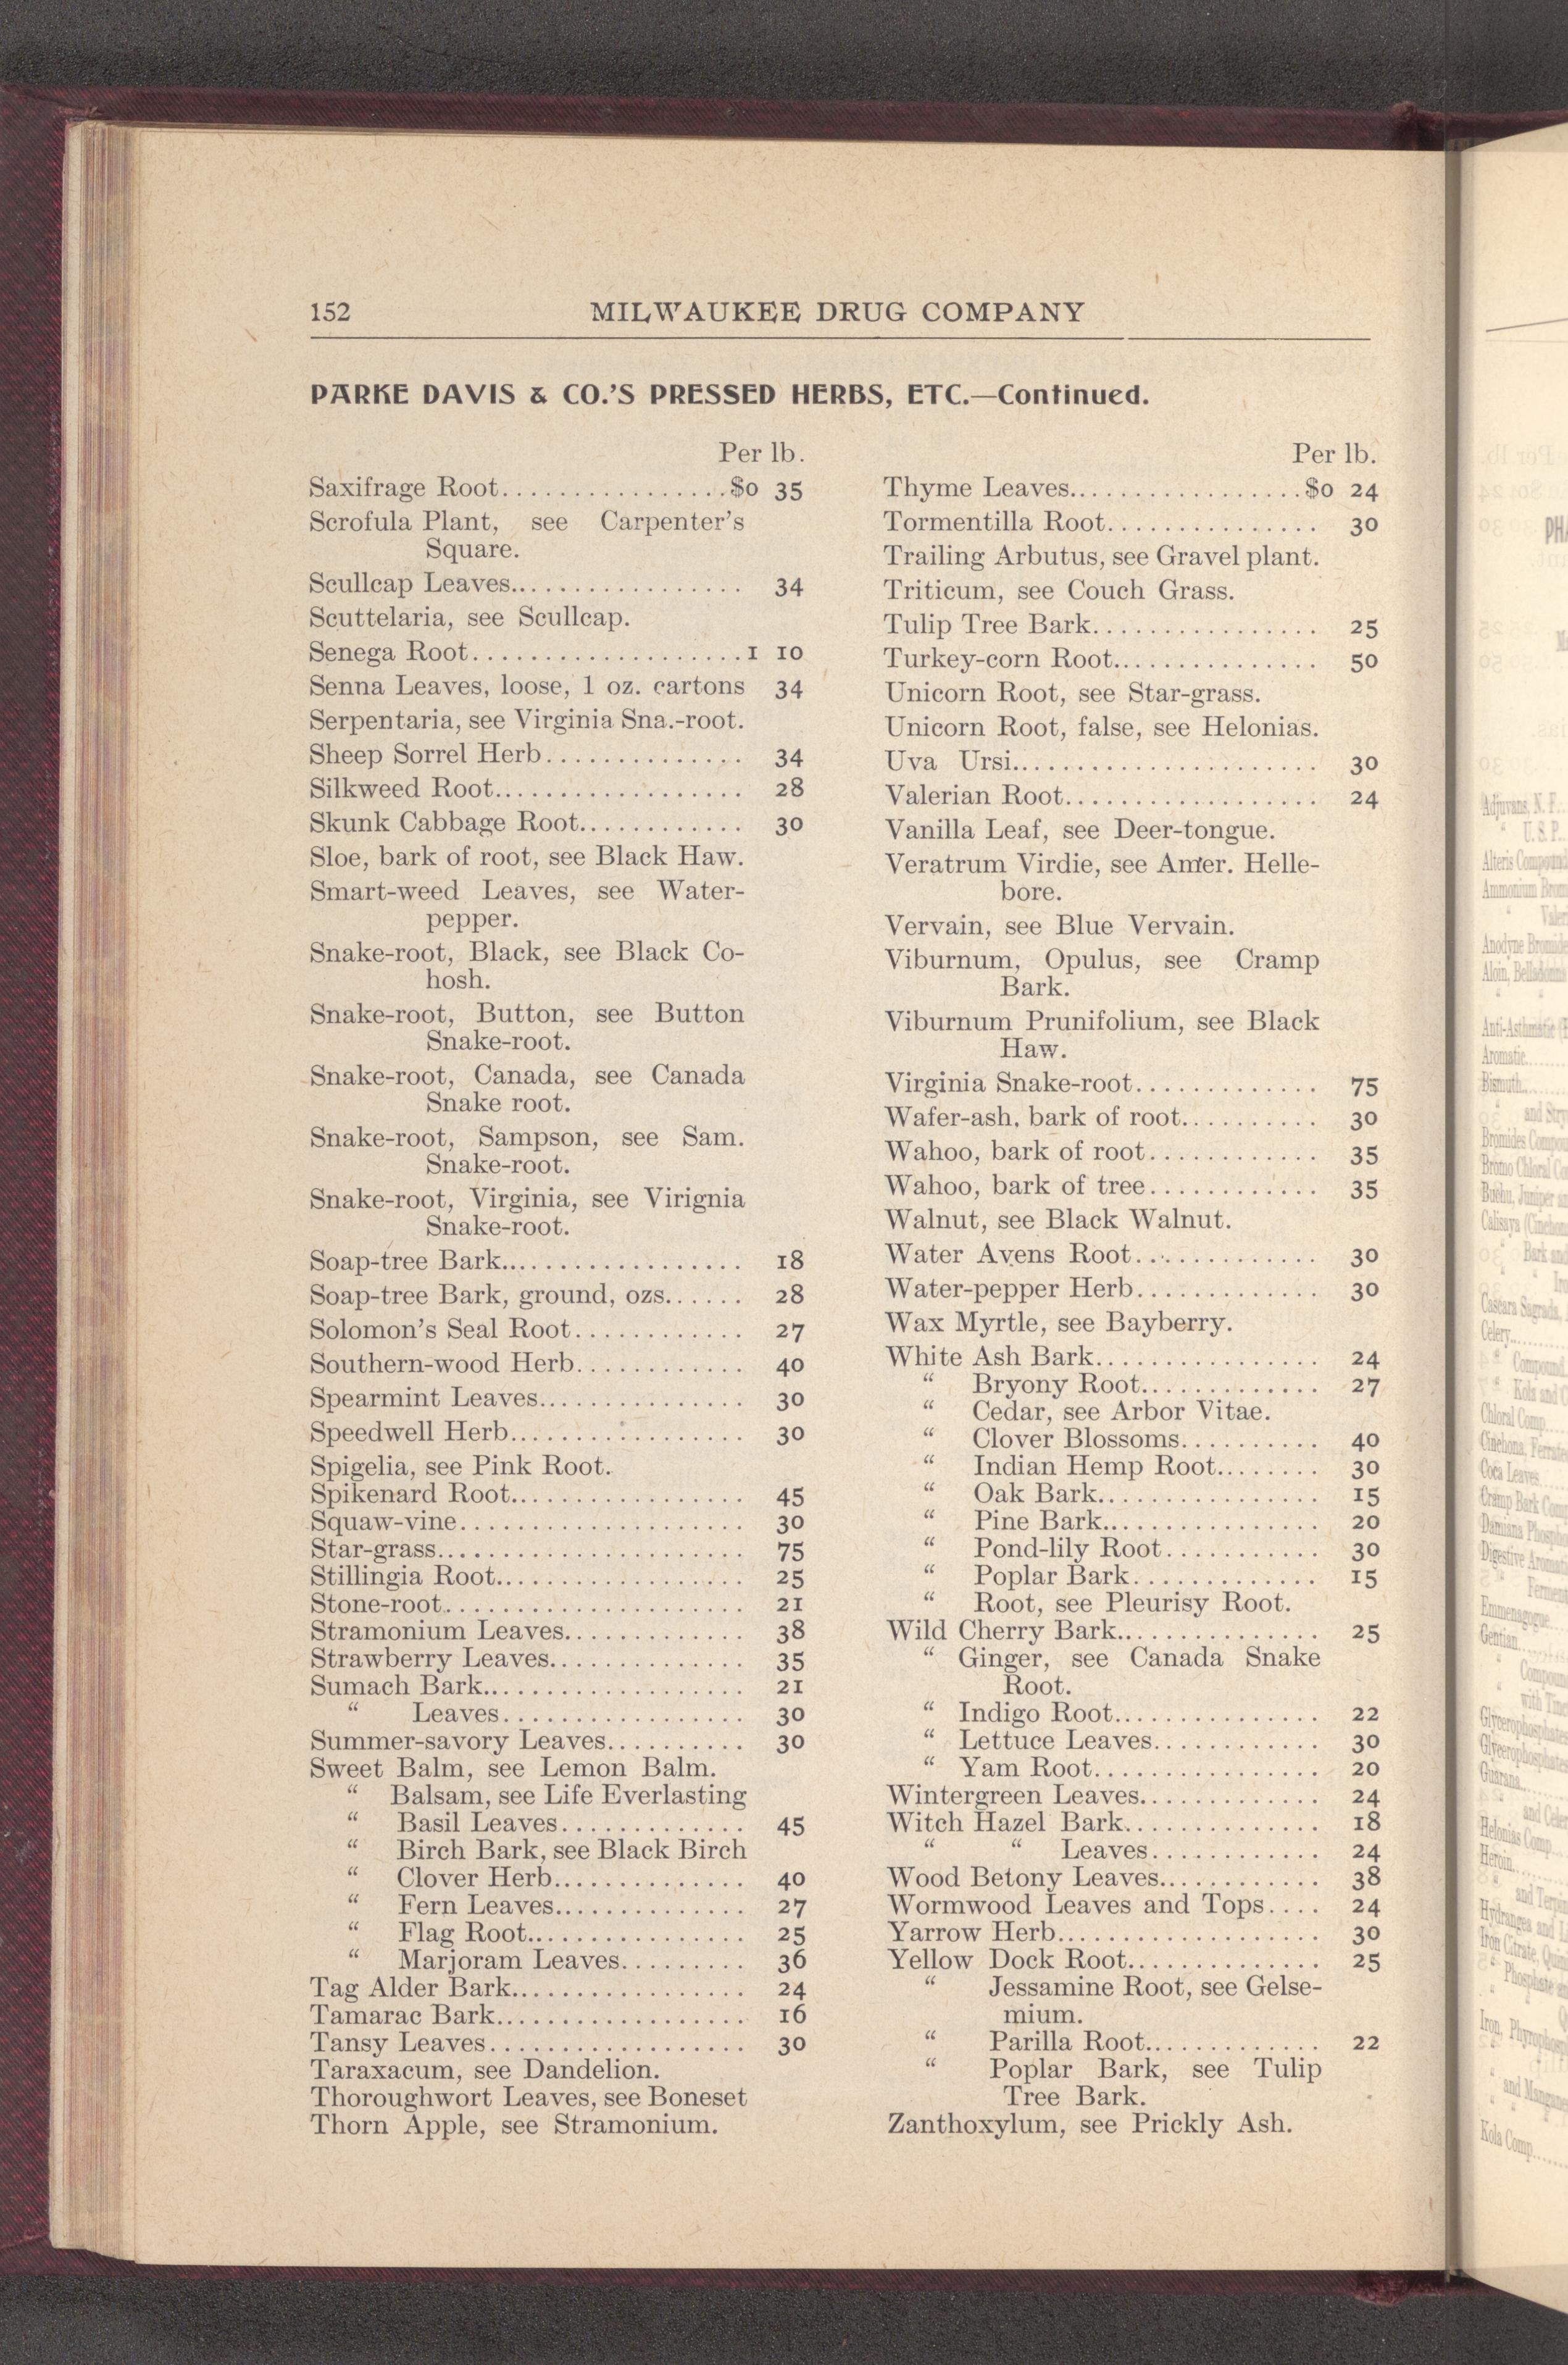 152 MILWAUKEE DRUG COMPANY
PARKE DAVIS & CO.'S PRESSED HERBS, ETC.—Continued.
Per lb.
Saxifrage Root................$0 35
Scrofula Plant, see Carpenter's
Square.
Scullcap Leaves................ 34
Scuttelaria, see Scullcap.
Senega Root...................1 10
Senna Leaves, loose, 1 oz. cartons 34
Serpentaria, see Virginia Sna.-root.
Sheep Sorrel Herb.............. 34
Silkweed Root.................. 28
Skunk Cabbage Root............ 30
Sloe, bark of root, see Black Haw.
Smart-weed Leaves, see Water-
pepper.
Snake-root, Black, see Black Co-
hosh.
Snake-root, Button, see Button
Snake-root.
Snake-root, Canada, see Canada
Snake root.
Snake-root, Sampson, see Sam.
Snake-root.
Snake-root, Virginia, see Virignia
Snake-root.
Soap-tree Bark................. 18
Soap-tree Bark, ground, ozs...... 28
Solomon's Seal Root............ 27
Southern-wood Herb............ 40
Spearmint Leaves............... 30
Speedwell Herb................. 30
Spigelia, see Pink Root.
Spikenard Root................. 45
Squaw-vine.................... 30
Star-grass...................... 75
Stillingia Root.................. 25
Stone-root...................... 21
Stramonium Leaves............. 38
Strawberry Leaves.............. 35
Sumach Bark................... 21
“ Leaves................. 30
Summer-savory Leaves.......... 30
Sweet Balm, see Lemon Balm.
“ Balsam, see Life Everlasting
“ Basil Leaves............. 45
“ Birch Bark, see Black Birch
“ Clover Herb.............. 40
“ Fern Leaves.............. 27
“ Flag Root................ 25
“ Marjoram Leaves......... 36
Tag Alder Bark................. 24
Tamarac Bark.................. 16
Tansy Leaves................... 30
Taraxacum, see Dandelion.
Thoroughwort Leaves, see Boneset
Thorn Apple, see Stramonium.
Per lb.
Thyme Leaves.................$0 24
Tormentilla Root............... 30
Trailing Arbutus, see Gravel plant.
Triticum, see Couch Grass.
Tulip Tree Bark................ 25
Turkey-corn Root............... 50
Unicorn Root, see Star-grass.
Unicorn Root, false, see Helonias.
Uva Ursi...................... 30
Valerian Root.................. 24
Vanilla Leaf, see Deer-tongue.
Veratrum Virdie, see Amer. Helle-
bore.
Vervain, see Blue Vervain.
Viburnum, Opulus, see Cramp
Bark.
Viburnum Prunifolium, see Black
Haw.
Virginia Snake-root............. 75
Wafer-ash, bark of root.......... 30
Wahoo, bark of root............ 35
Wahoo, bark of tree............ 35
Walnut, see Black Walnut.
Water Avens Root............. 30
Water-pepper Herb............. 30
Wax Myrtle, see Bayberry.
White Ash Bark................ 24
“ Bryony Root............. 27
“ Cedar, see Arbor Vitae.
“ Clover Blossoms.......... 40
“ Indian Hemp Root........ 30
“ Oak Bark................ 15
“ Pine Bark................ 20
“ Pond-lily Root........... 30
“ Poplar Bark............. 15
“ Root, see Pleurisy Root.
Wild Cherry Bark............... 25
“ Ginger, see Canada Snake
Root.
“ Indigo Root............... 22
“ Lettuce Leaves............ 30
“ Yam Root................ 20
Wintergreen Leaves............. 24
Witch Hazel Bark.............. 18
“ “ Leaves............ 24
Wood Betony Leaves............ 38
Wormwood Leaves and Tops.... 24
Yarrow Herb................... 30
Yellow Dock Root.............. 25
“ Jessamine Root, see Gelse-
mium.
“ Parilla Root............. 22
“ Poplar Bark, see Tulip
Tree Bark.
Zanthoxylum, see Prickly Ash.
Adjuvans, N. F.
“ U. S. P.
Ammonium
Anodyne
Aromatic
Bismuth
Cascara Sagrada
Celery
Coca Leaves
Gentian
Guarana
Helonias Comp
Heroin
Kola Comp